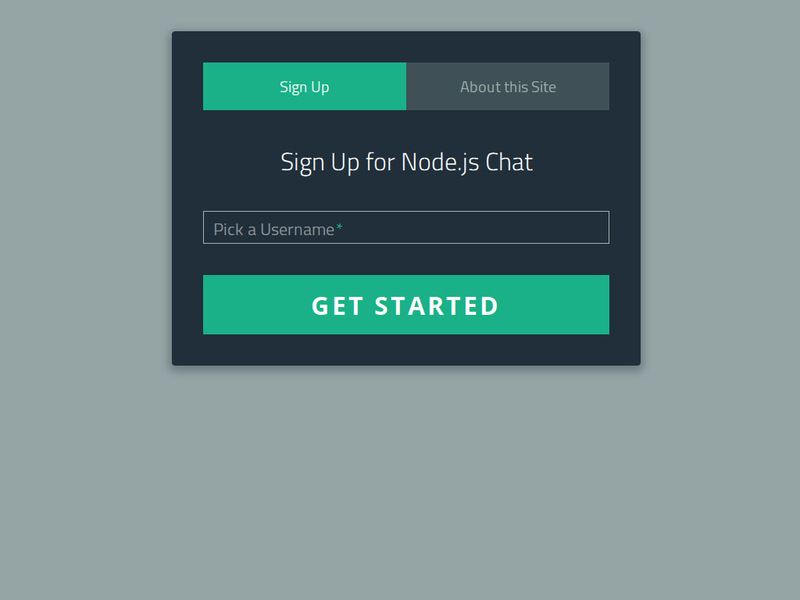 Sign Up
About this Site
Sign Up for Node.js Chat
Pick a Username*
GET STARTED